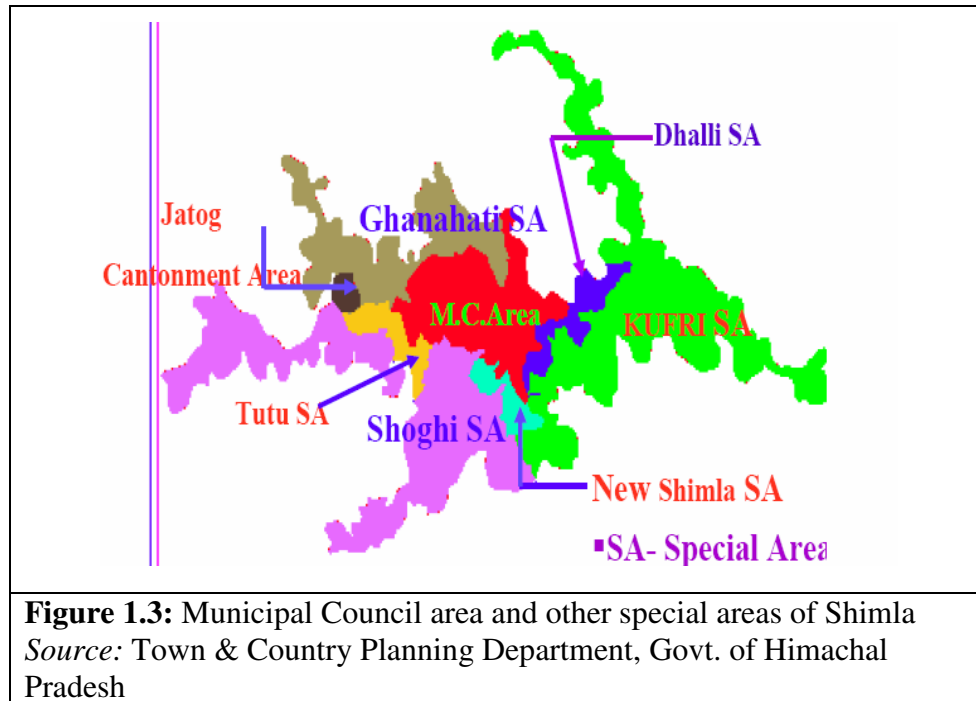 Dhalli SA
Jatog
Ghanahati SA
Cantonment Area
M.C.Area
KUFRI SA
Tutu SA
Shoghi SA
New Shimla SA
▪SA- Special Area
Figure 1.3: Municipal Council area and other special areas of Shimla
Source: Town & Country Planning Department, Govt. of Himachal
Pradesh